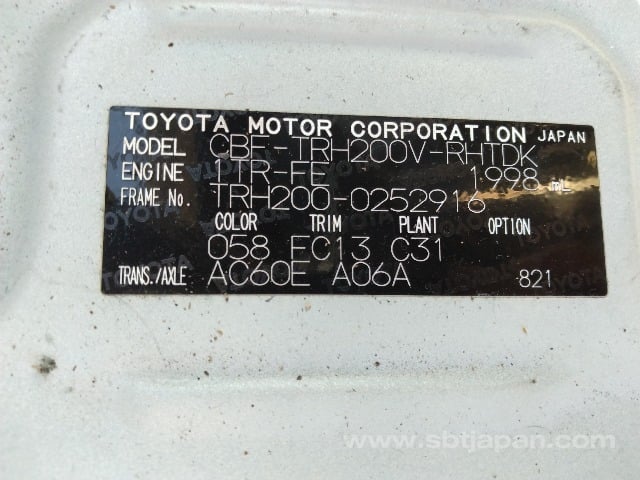 TOYOTA MOTOR CORPORATION JAPAN
MODEL CBF-TRH200V-RHTDK
ENGINE 1TR-FE 1998 mL
FRAME No. TRH200-0252916
COLOR TRIM PLANT OPTION
058 FC13 C31
TRANS./AXLE AC60E A06A 821
www.sbtjapan.com